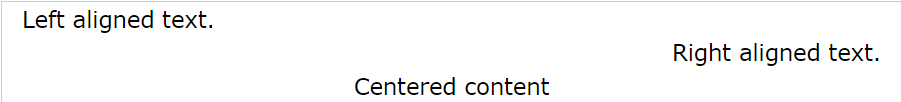 Left aligned text.
Right aligned text.
Centered content